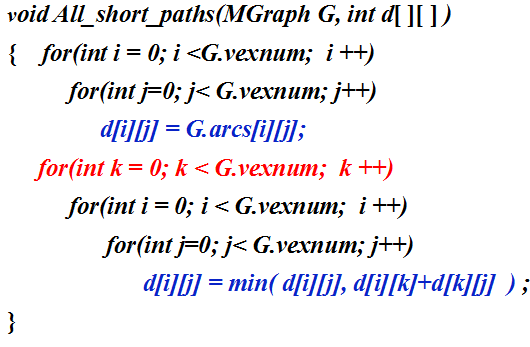 void All_short_paths(MGraph G, int d[ ][ ] )
{ for(int i = 0; i <G.vexnum; i ++)
for(int j=0; j< G.vexnum; j++)
d[i][j] = G.arcs[i][j];
for(int k = 0; k < G.vexnum; k ++)
for(int i = 0; i < G.vexnum; i ++)
for(int j=0; j< G.vexnum; j++)
d[i][j] = min( d[i][j], d[i][k]+d[k][j] ) ;
}